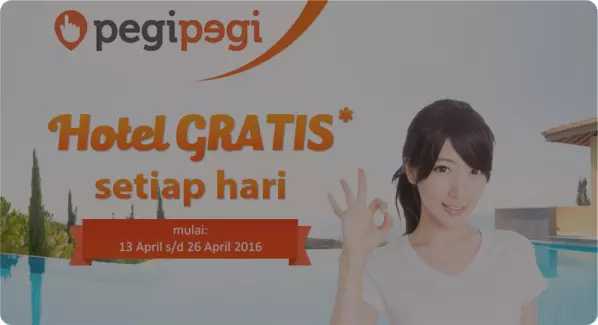 pegipegi
Hotel GRATIS*
setiap hari
mulai:
13 April s/d 26 April 2016